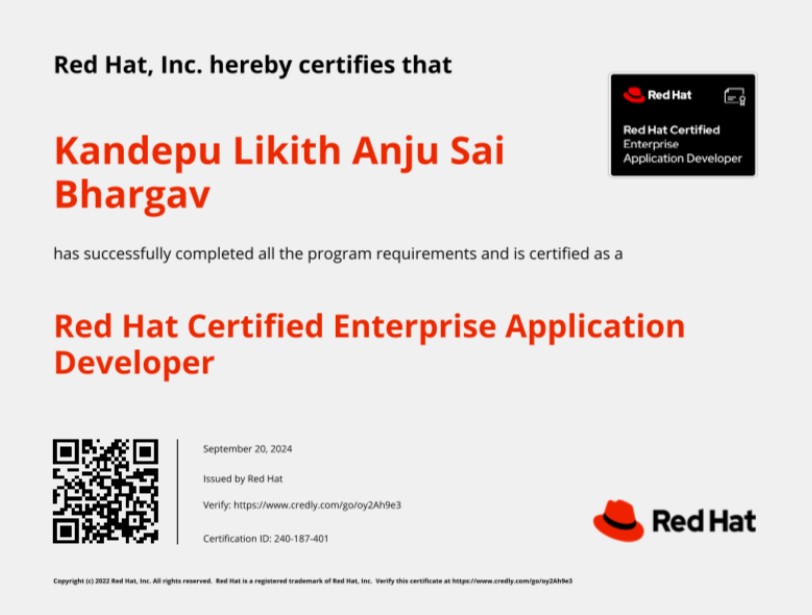 Red Hat, Inc. hereby certifies that
Red Hat
Red Hat Certified
Enterprise
Application Developer
Kandepu Likith Anju Sai
Bhargav
has successfully completed all the program requirements and is certified as a
Red Hat Certified Enterprise Application
Developer
September 20, 2024
Issued by Red Hat
Verify: https://www.credly.com/go/oy2Ah9e3
Certification ID: 240-187-401
Red Hat
Copyright (c) 2022 Red Hat, Inc. All rights reserved. Red Hat is a registered trademark of Red Hat, Inc. Verify this certificate at https://www.credly.com/go/oy2Ah9e3